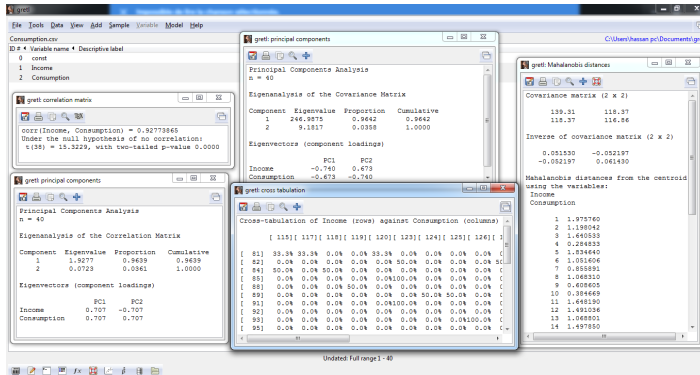 gretl
File Tools Data View Add Sample Variable Model Help
Consumption.csv
C:\Users\hassan pc\Documents\gr
ID # Variable name Descriptive label
0 const
1 Income
2 Consumption
gretl: correlation matrix
corr(Income, Consumption) = 0.92773865
Under the null hypothesis of no correlation:
t(38) = 15.3229, with two-tailed p-value 0.0000
gretl: principal components
Principal Components Analysis
n = 40
Eigenanalysis of the Correlation Matrix
Component Eigenvalue Proportion Cumulative
1 1.9277 0.9639 0.9639
2 0.0723 0.0361 1.0000
Eigenvectors (component loadings)
PC1 PC2
Income 0.707 -0.707
Consumption 0.707 0.707
gretl: principal components
Principal Components Analysis
n = 40
Eigenanalysis of the Covariance Matrix
Component Eigenvalue Proportion Cumulative
1 246.9875 0.9642 0.9642
2 9.1817 0.0358 1.0000
Eigenvectors (component loadings)
PC1 PC2
Income -0.740 0.673
Consumption -0.673 -0.740
gretl: cross tabulation
Cross-tabulation of Income (rows) against Consumption (columns)
[ 115][ 117][ 118][ 119][ 120][ 123][ 124][ 125][ 126][
[ 81] 33.3% 33.3% 0.0% 0.0% 33.3% 0.0% 0.0% 0.0% 0.0%
[ 82] 0.0% 0.0% 0.0% 0.0% 0.0% 50.0% 0.0% 0.0% 0.0%
[ 84] 50.0% 0.0% 50.0% 0.0% 0.0% 0.0% 0.0% 0.0% 0.0%
[ 85] 0.0% 0.0% 0.0% 0.0% 0.0%100.0% 0.0% 0.0% 0.0%
[ 88] 0.0% 0.0% 0.0% 50.0% 0.0% 0.0% 0.0% 0.0% 0.0%
[ 89] 0.0% 0.0% 0.0% 0.0% 0.0% 0.0% 50.0% 50.0% 0.0%
[ 91] 0.0% 0.0% 0.0% 0.0% 0.0%100.0% 0.0% 0.0% 0.0%
[ 92] 0.0% 0.0% 0.0% 0.0% 0.0% 0.0% 0.0% 0.0% 0.0%
[ 93] 0.0% 0.0% 0.0% 0.0% 0.0% 0.0% 0.0% 0.0%100.0%
[ 95] 0.0% 0.0% 0.0% 0.0% 0.0% 0.0% 0.0% 0.0% 0.0%
gretl: Mahalanobis distances
Covariance matrix (2 x 2)
139.31 118.37
118.37 116.86
Inverse of covariance matrix (2 x 2)
0.051530 -0.052197
-0.052197 0.061430
Mahalanobis distances from the centroid
using the variables:
Income
Consumption
1 1.975760
2 1.198042
3 1.640533
4 0.284833
5 1.834640
6 1.051606
7 0.855891
8 1.068310
9 0.608605
10 0.384669
11 1.648190
12 1.491036
13 1.068801
14 1.497850
Undated: Full range 1 - 40